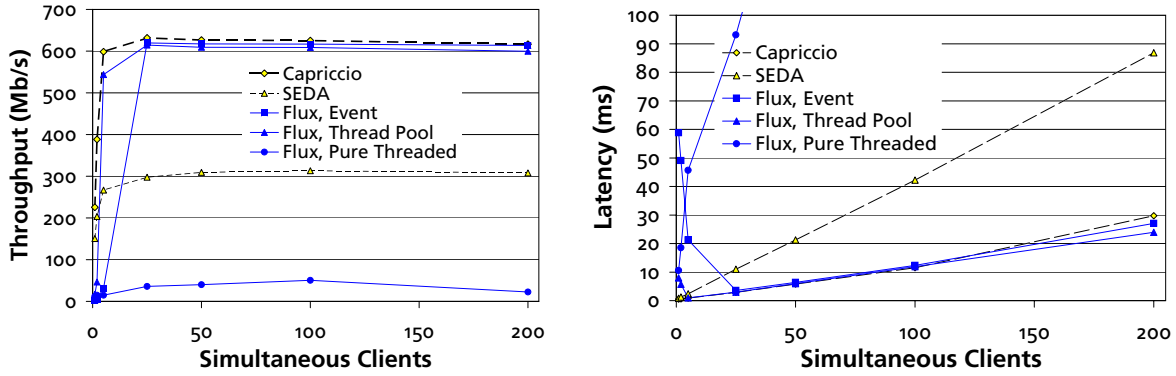 700
600
500
400
300
200
100
0
Throughput (Mb/s)
Capriccio
SEDA
Flux, Event
Flux, Thread Pool
Flux, Pure Threaded
0 50 100 150 200
Simultaneous Clients
100
90
80
70
60
50
40
30
20
10
0
Latency (ms)
Capriccio
SEDA
Flux, Event
Flux, Thread Pool
Flux, Pure Threaded
0 50 100 150 200
Simultaneous Clients